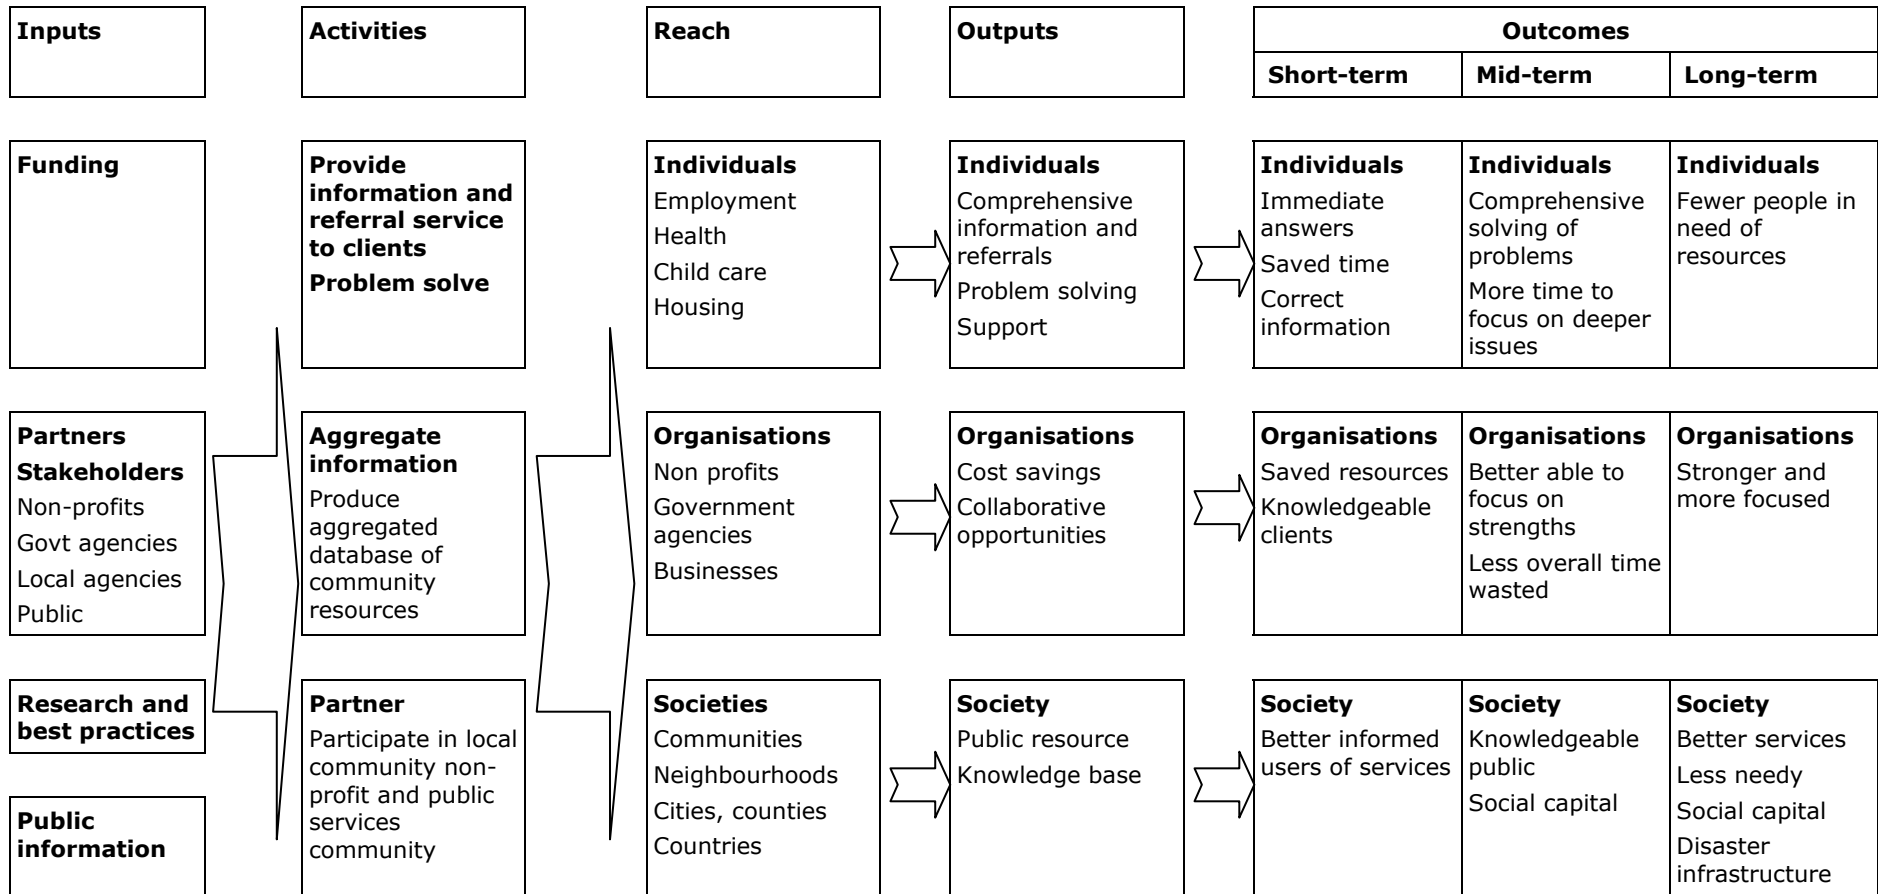 Inputs
Activities
Reach
Outputs
Outcomes
Short-term
Mid-term
Long-term
Funding
Provide
information and
referral service
to clients
Problem solve
Individuals
Employment
Health
Child care
Housing
Individuals
Comprehensive
information and
referrals
Problem solving
Support
Individuals
Immediate
answers
Saved time
Correct
information
Individuals
Comprehensive
solving of
problems
More time to
focus on deeper
issues
Individuals
Fewer people in
need of
resources
Partners
Stakeholders
Non-profits
Govt agencies
Local agencies
Public
Aggregate
information
Produce
aggregated
database of
community
resources
Organisations
Non profits
Government
agencies
Businesses
Organisations
Cost savings
Collaborative
opportunities
Organisations
Saved resources
Knowledgeable
clients
Organisations
Better able to
focus on
strengths
Less overall time
wasted
Organisations
Stronger and
more focused
Research and
best practices
Public
information
Partner
Participate in local
community non-
profit and public
services
community
Societies
Communities
Neighbourhoods
Cities, counties
Countries
Society
Public resource
Knowledge base
Society
Better informed
users of services
Society
Knowledgeable
public
Social capital
Society
Better services
Less needy
Social capital
Disaster
infrastructure